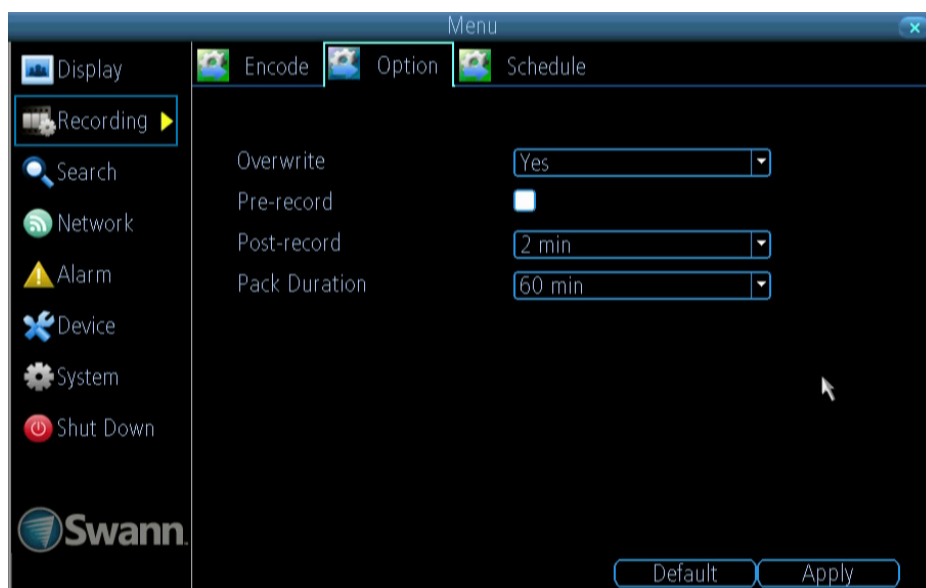 Menu
Display
Recording
Search
Network
Alarm
Device
System
Shut Down
Swann
Encode Option Schedule
Overwrite Yes
Pre-record
Post-record 2 min
Pack Duration 60 min
Default Apply